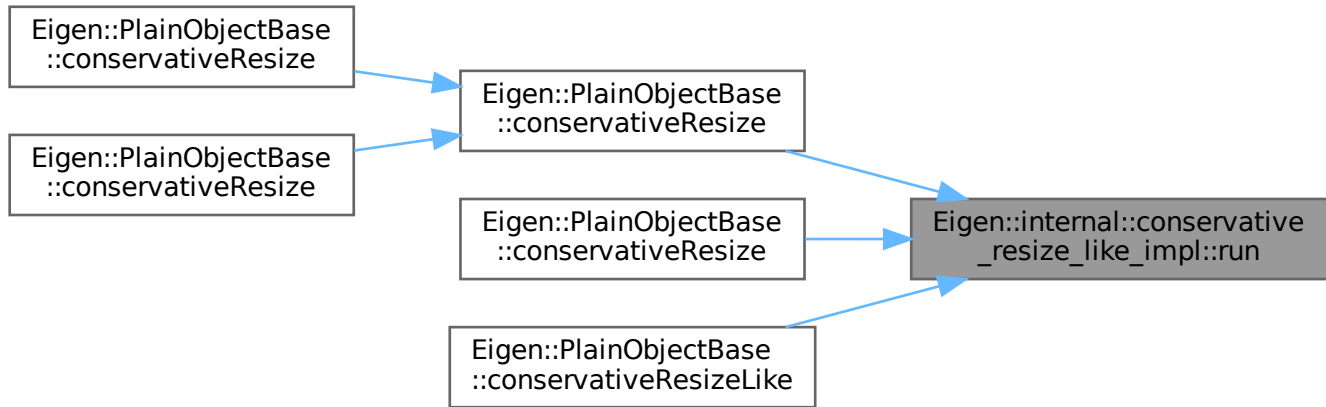 Eigen::PlainObjectBase
::conservativeResize
Eigen::PlainObjectBase
::conservativeResize
Eigen::PlainObjectBase
::conservativeResize
Eigen::PlainObjectBase
::conservativeResize
Eigen::PlainObjectBase
::conservativeResizeLike
Eigen::internal::conservative
_resize_like_impl::run